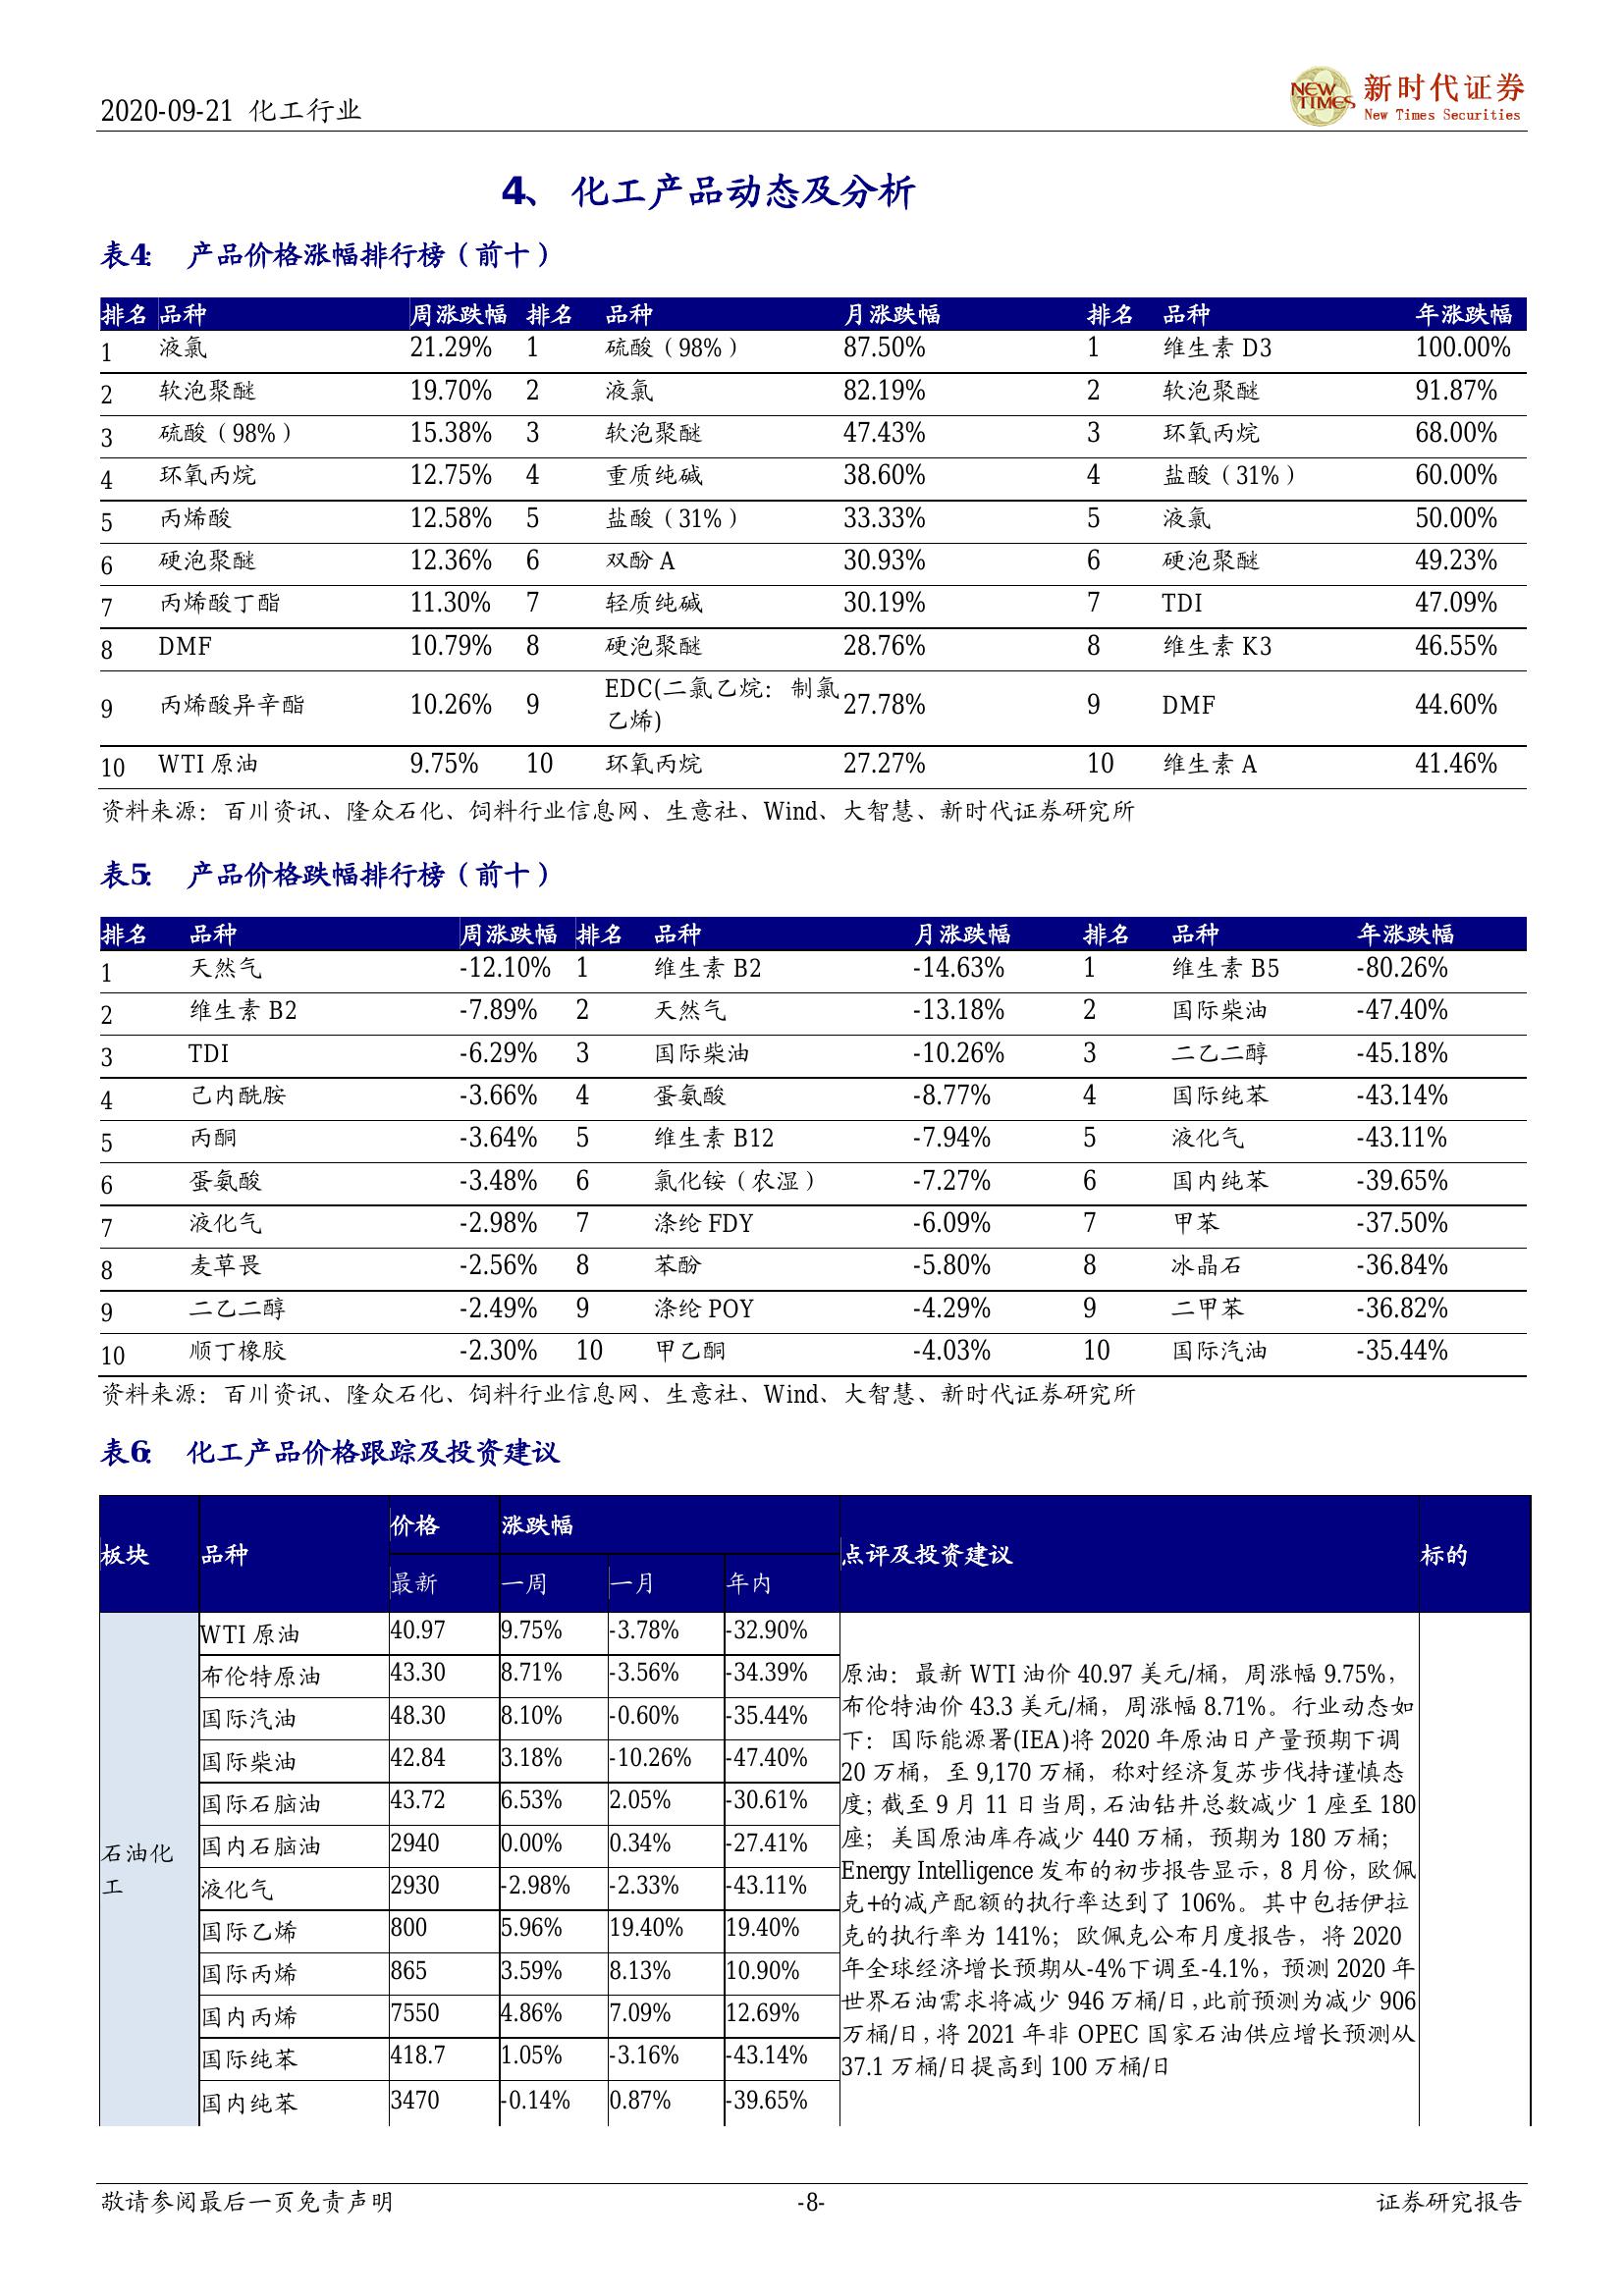 2020-09-21 化工行业
NEW TIMES 新时代证券
New Times Securities
4、 化工产品动态及分析
表4: 产品价格涨幅排行榜（前十）
排名 品种 周涨跌幅 排名 品种 月涨跌幅 排名 品种 年涨跌幅
1 液氯 21.29% 1 硫酸（98%） 87.50% 1 维生素 D3 100.00%
2 软泡聚醚 19.70% 2 液氯 82.19% 2 软泡聚醚 91.87%
3 硫酸（98%） 15.38% 3 软泡聚醚 47.43% 3 环氧丙烷 68.00%
4 环氧丙烷 12.75% 4 重质纯碱 38.60% 4 盐酸（31%） 60.00%
5 丙烯酸 12.58% 5 盐酸（31%） 33.33% 5 液氯 50.00%
6 硬泡聚醚 12.36% 6 双酚 A 30.93% 6 硬泡聚醚 49.23%
7 丙烯酸丁酯 11.30% 7 轻质纯碱 30.19% 7 TDI 47.09%
8 DMF 10.79% 8 硬泡聚醚 28.76% 8 维生素 K3 46.55%
9 丙烯酸异辛酯 10.26% 9 EDC(二氯乙烷：制氯乙烯) 27.78% 9 DMF 44.60%
10 WTI 原油 9.75% 10 环氧丙烷 27.27% 10 维生素 A 41.46%
资料来源：百川资讯、隆众石化、饲料行业信息网、生意社、Wind、大智慧、新时代证券研究所
表5: 产品价格跌幅排行榜（前十）
排名 品种 周涨跌幅 排名 品种 月涨跌幅 排名 品种 年涨跌幅
1 天然气 -12.10% 1 维生素 B2 -14.63% 1 维生素 B5 -80.26%
2 维生素 B2 -7.89% 2 天然气 -13.18% 2 国际柴油 -47.40%
3 TDI -6.29% 3 国际柴油 -10.26% 3 二乙二醇 -45.18%
4 己内酰胺 -3.66% 4 蛋氨酸 -8.77% 4 国际纯苯 -43.14%
5 丙酮 -3.64% 5 维生素 B12 -7.94% 5 液化气 -43.11%
6 蛋氨酸 -3.48% 6 氯化铵（农湿） -7.27% 6 国内纯苯 -39.65%
7 液化气 -2.98% 7 涤纶 FDY -6.09% 7 甲苯 -37.50%
8 麦草畏 -2.56% 8 苯酚 -5.80% 8 冰晶石 -36.84%
9 二乙二醇 -2.49% 9 涤纶 POY -4.29% 9 二甲苯 -36.82%
10 顺丁橡胶 -2.30% 10 甲乙酮 -4.03% 10 国际汽油 -35.44%
资料来源：百川资讯、隆众石化、饲料行业信息网、生意社、Wind、大智慧、新时代证券研究所
表6: 化工产品价格跟踪及投资建议
板块 品种 价格 涨跌幅 点评及投资建议 标的
最新 一周 一月 年内
石油化工
WTI 原油 40.97 9.75% -3.78% -32.90%
布伦特原油 43.30 8.71% -3.56% -34.39%
国际汽油 48.30 8.10% -0.60% -35.44%
国际柴油 42.84 3.18% -10.26% -47.40%
国际石脑油 43.72 6.53% 2.05% -30.61%
国内石脑油 2940 0.00% 0.34% -27.41%
液化气 2930 -2.98% -2.33% -43.11%
国际乙烯 800 5.96% 19.40% 19.40%
国际丙烯 865 3.59% 8.13% 10.90%
国内丙烯 7550 4.86% 7.09% 12.69%
国际纯苯 418.7 1.05% -3.16% -43.14%
国内纯苯 3470 -0.14% 0.87% -39.65%
原油：最新 WTI 油价 40.97 美元/桶，周涨幅 9.75%，
布伦特油价 43.3 美元/桶，周涨幅 8.71%。行业动态如
下：国际能源署(IEA)将 2020 年原油日产量预期下调
20 万桶，至 9,170 万桶，称对经济复苏步伐持谨慎态
度；截至 9 月 11 日当周，石油钻井总数减少 1 座至 180
座；美国原油库存减少 440 万桶，预期为 180 万桶；
Energy Intelligence 发布的初步报告显示，8 月份，欧佩
克+的减产配额的执行率达到了 106%。其中包括伊拉
克的执行率为 141%；欧佩克公布月度报告，将 2020
年全球经济增长预期从-4%下调至-4.1%，预测 2020 年
世界石油需求将减少 946 万桶/日，此前预测为减少 906
万桶/日，将 2021 年非 OPEC 国家石油供应增长预测从
37.1 万桶/日提高到 100 万桶/日
敬请参阅最后一页免责声明 -8- 证券研究报告